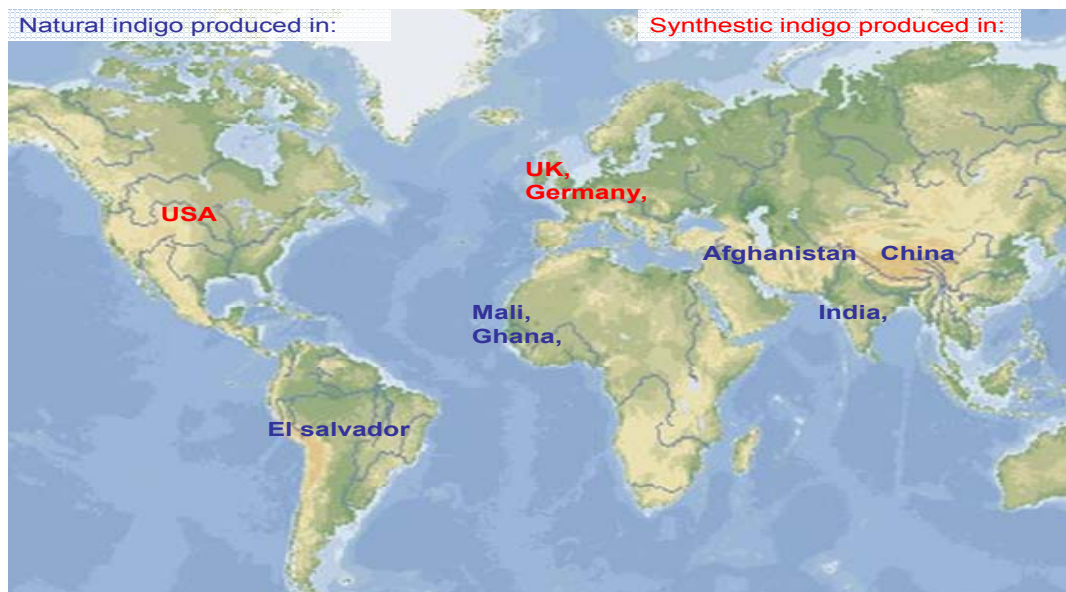 Natural indigo produced in:
Synthestic indigo produced in:
UK,
Germany,
USA
Afghanistan China
Mali,
Ghana,
India,
El salvador